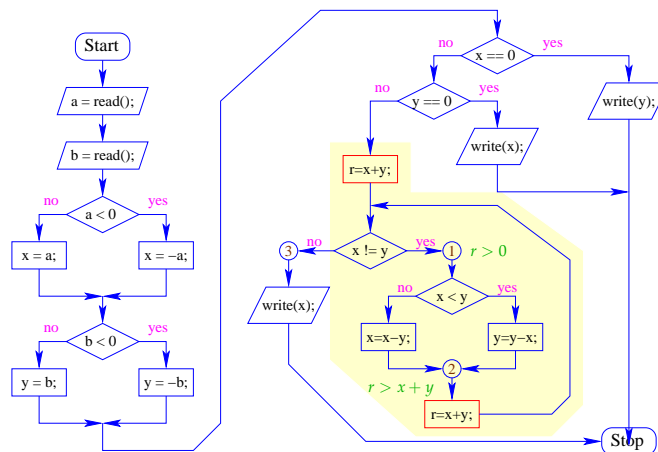 Start
a = read();
b = read();
a < 0
no
yes
x = a;
x = −a;
b < 0
no
yes
y = b;
y = −b;
x == 0
no
yes
y == 0
no
yes
write(y);
write(x);
r=x+y;
x != y
no
yes
3
1
r > 0
write(x);
x < y
no
yes
x=x−y;
y=y−x;
2
r > x + y
r=x+y;
Stop